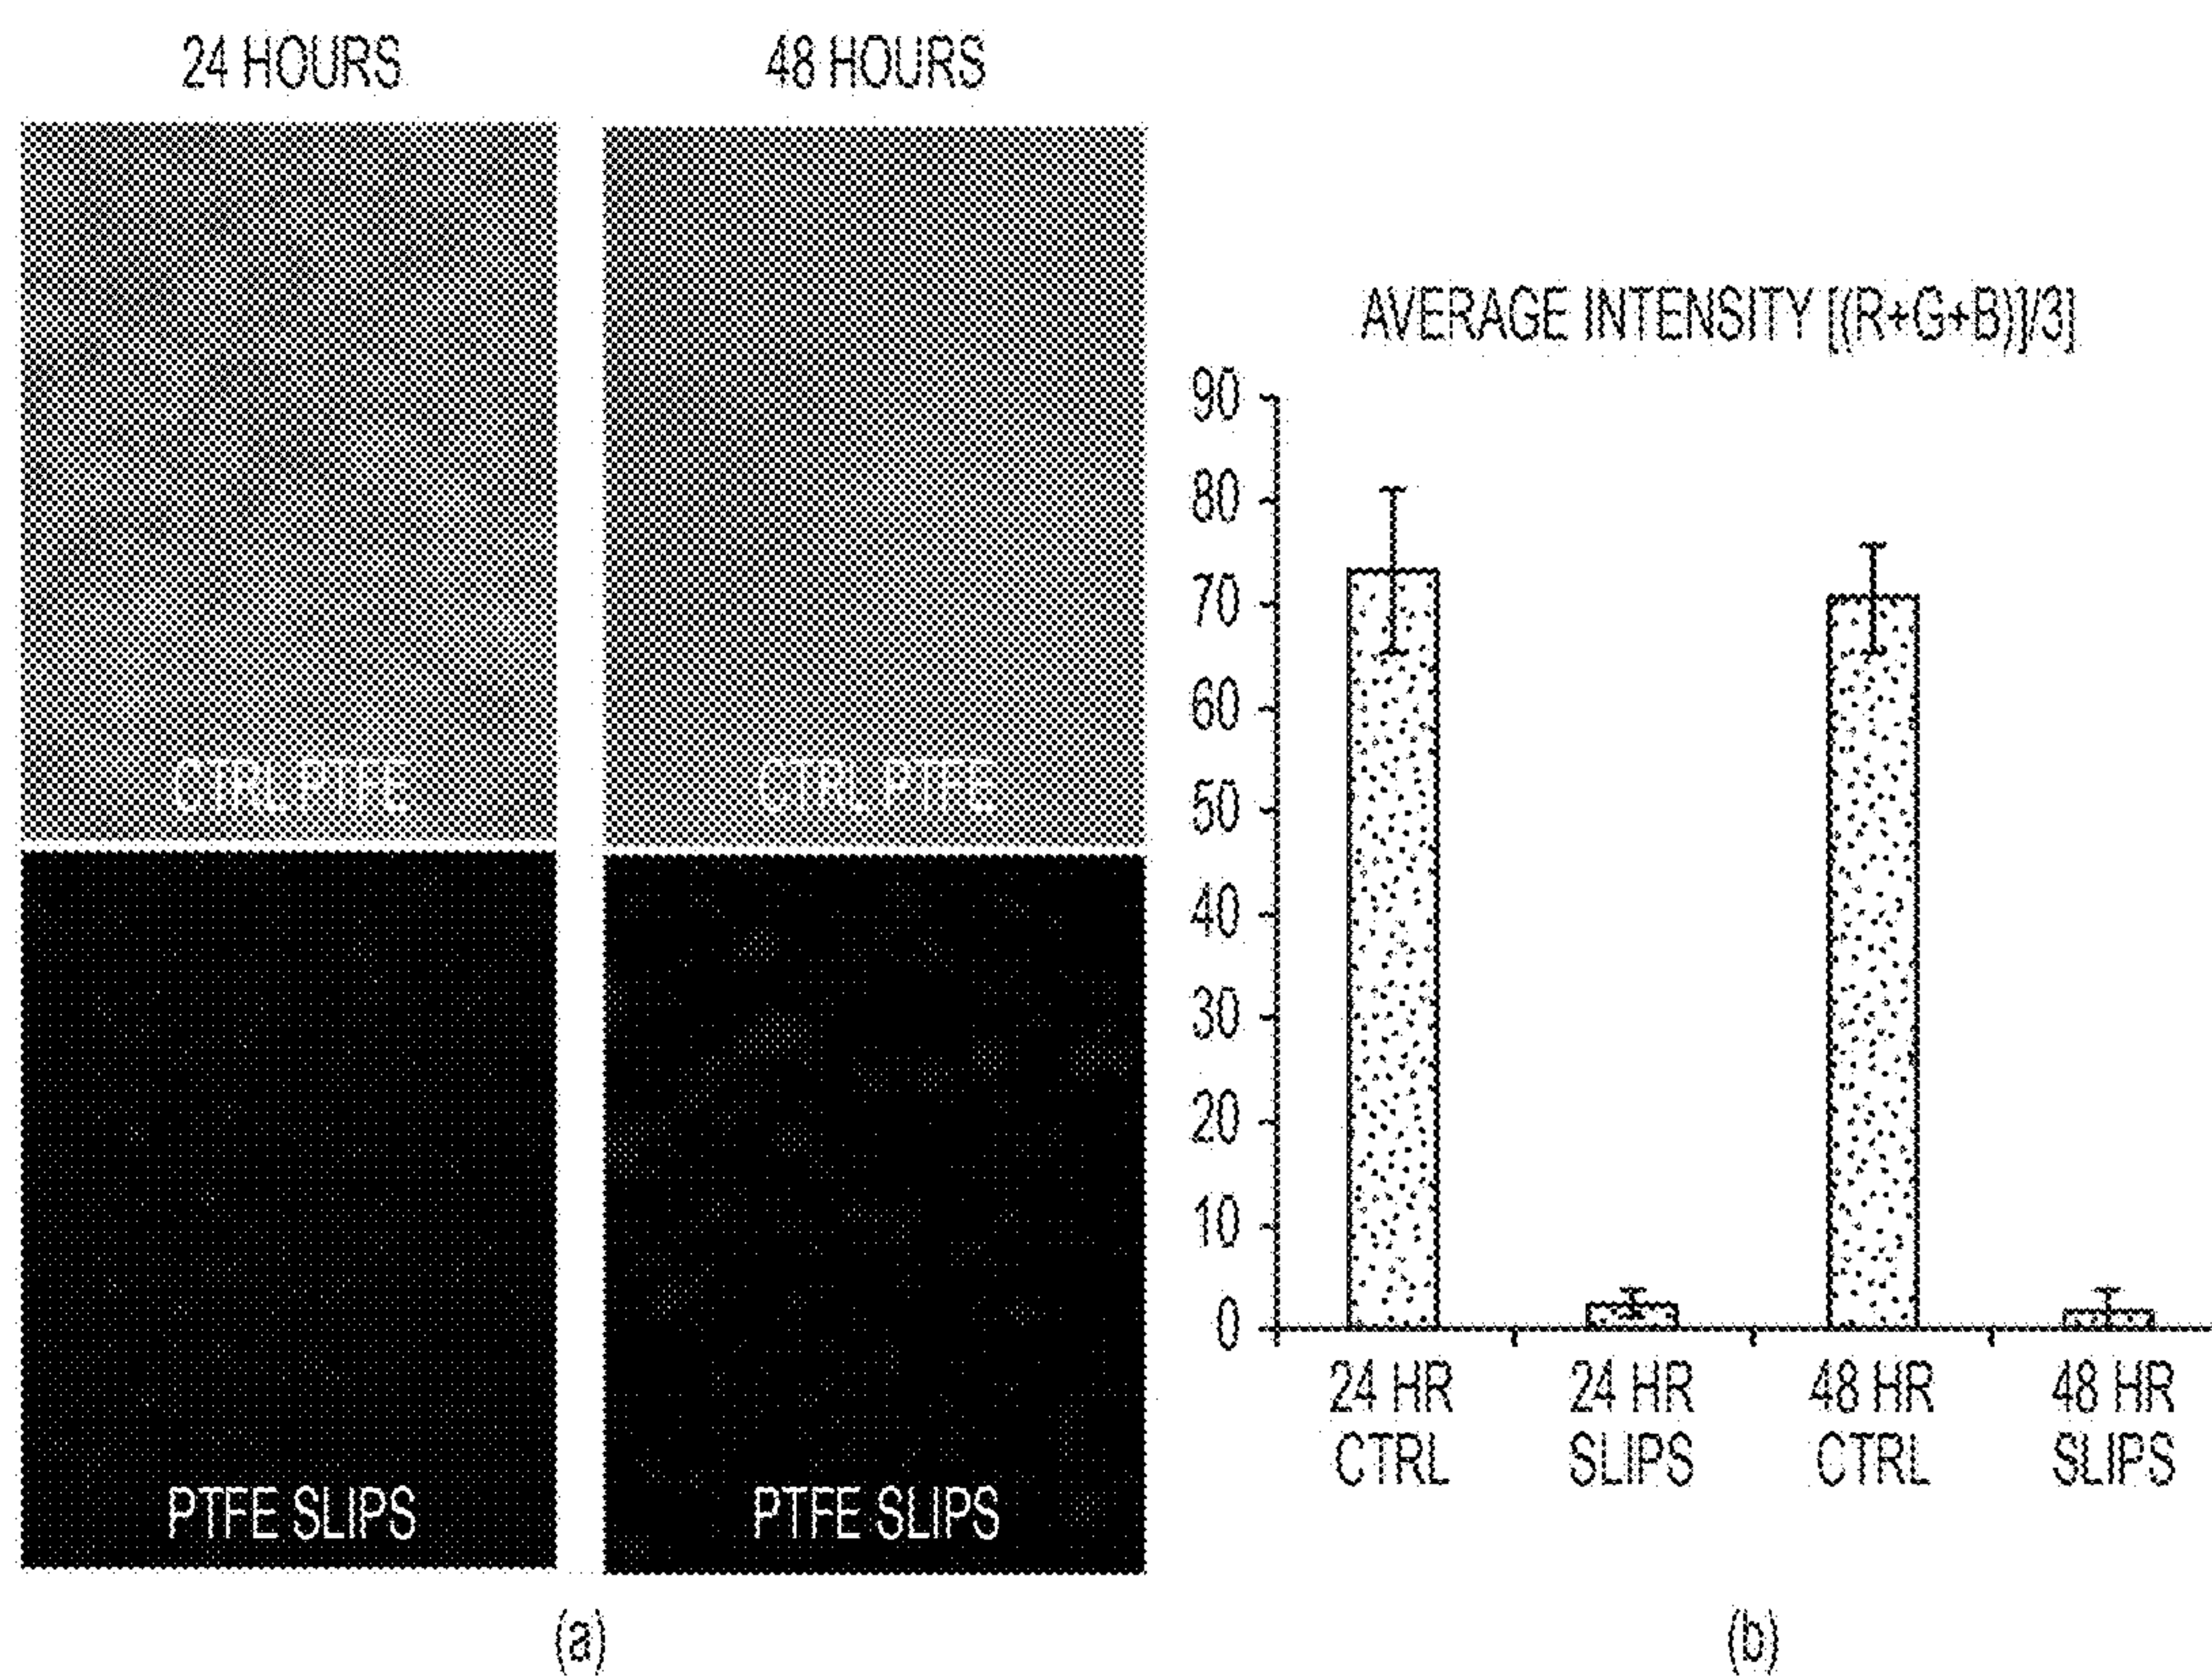 24 HOURS
48 HOURS
CTRL PTFE
CTRL PTFE
PTFE SLIPS
PTFE SLIPS
(a)
AVERAGE INTENSITY [(R+G+B)]/3]
90
80
70
60
50
40
30
20
10
0
24 HR
CTRL
24 HR
SLIPS
48 HR
CTRL
48 HR
SLIPS
(b)